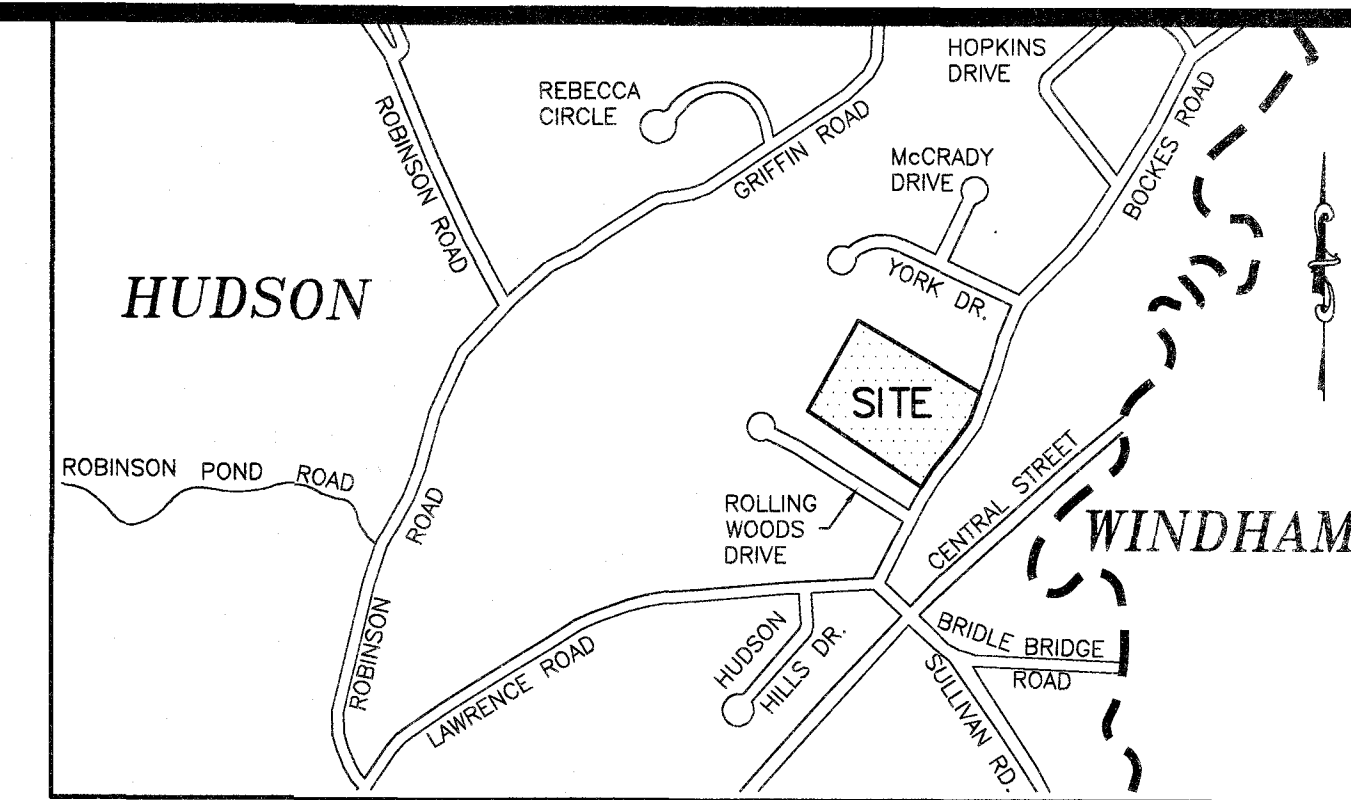 HOPKINS
DRIVE
REBECCA
CIRCLE
ROBINSON ROAD
GRIFFIN ROAD
McCRADY
DRIVE
BOCKES ROAD
HUDSON
YORK DR.
SITE
ROBINSON POND ROAD
ROLLING
WOODS
DRIVE
CENTRAL STREET
WINDHAM
ROAD
ROBINSON
LAWRENCE ROAD
HUDSON
HILLS DR.
BRIDLE BRIDGE
ROAD
SULLIVAN RD.